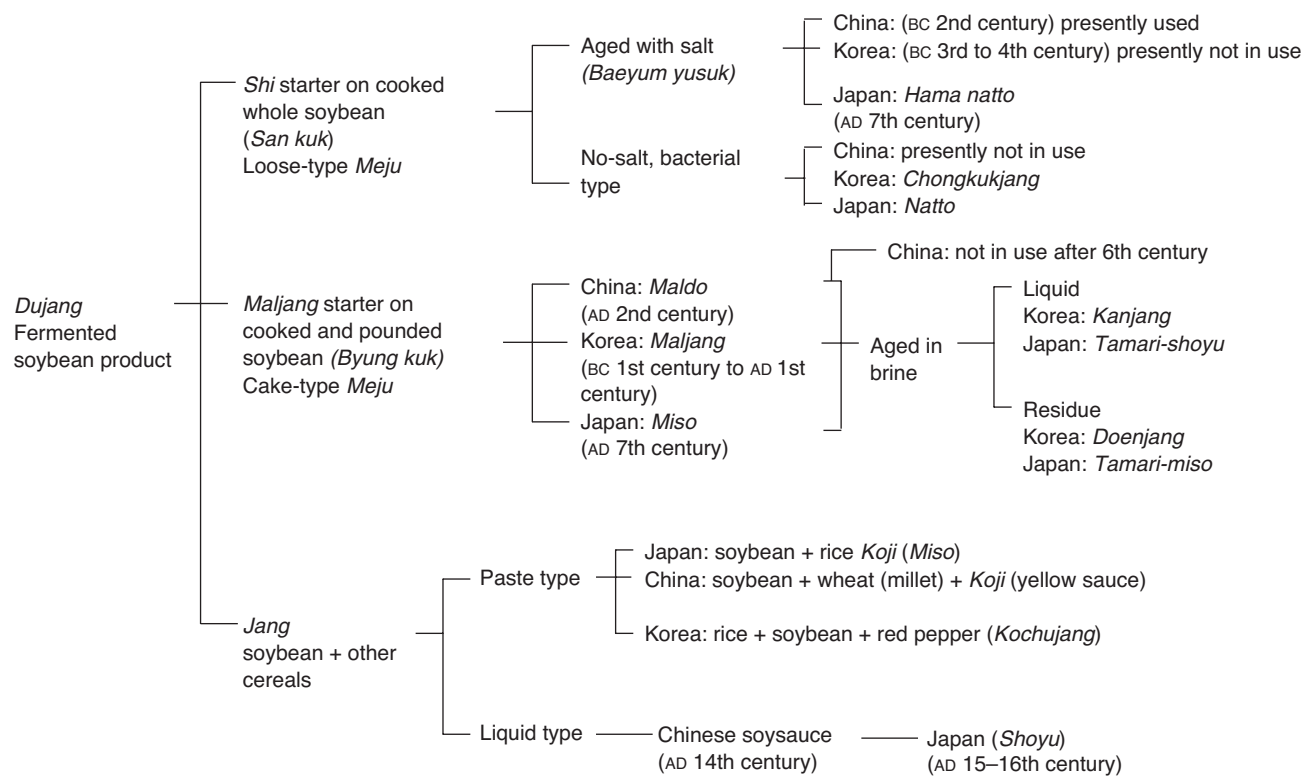 Dujang
Fermented
soybean product
Shi starter on cooked
whole soybean
(San kuk)
Loose-type Meju
Aged with salt
(Baeyum yusuk)
China: (BC 2nd century) presently used
Korea: (BC 3rd to 4th century) presently not in use
Japan: Hama natto
(AD 7th century)
No-salt, bacterial
type
China: presently not in use
Korea: Chongkukjang
Japan: Natto
Maljang starter on
cooked and pounded
soybean (Byung kuk)
Cake-type Meju
China: Maldo
(AD 2nd century)
Korea: Maljang
(BC 1st century to AD 1st
century)
Japan: Miso
(AD 7th century)
China: not in use after 6th century
Aged in
brine
Liquid
Korea: Kanjang
Japan: Tamari-shoyu
Residue
Korea: Doenjang
Japan: Tamari-miso
Jang
soybean + other
cereals
Paste type
Japan: soybean + rice Koji (Miso)
China: soybean + wheat (millet) + Koji (yellow sauce)
Korea: rice + soybean + red pepper (Kochujang)
Liquid type
Chinese soysauce
(AD 14th century)
Japan (Shoyu)
(AD 15–16th century)